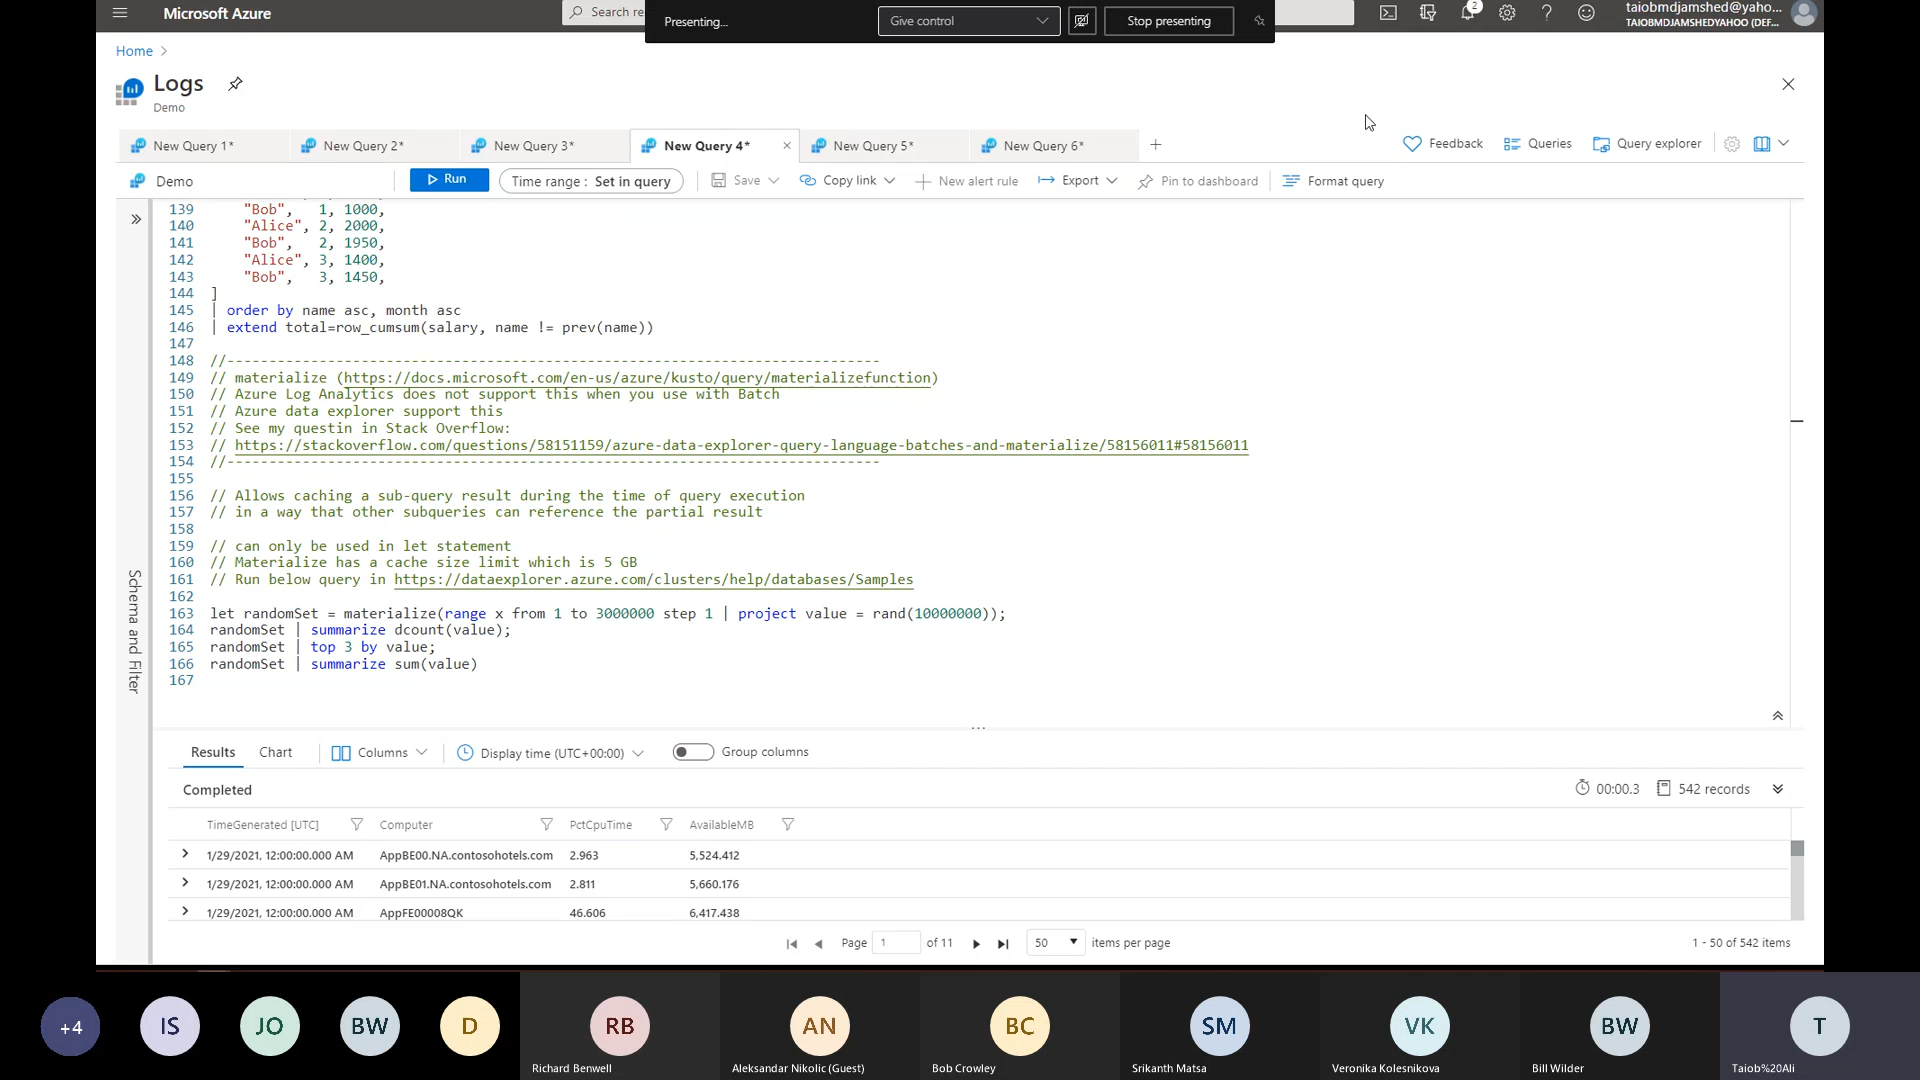 Microsoft Azure
Search re
Presenting...
Give control
Stop presenting
2
taiobmdjamshed@yaho...
TAIOBMDJAMSHEDYAHOO (DEF...
Home
Logs
Demo
New Query 1*
New Query 2*
New Query 3*
New Query 4*
New Query 5*
New Query 6*
Feedback
Queries
Query explorer
Demo
Run
Time range : Set in query
Save
Copy link
New alert rule
Export
Pin to dashboard
Format query
139 "Bob", 1, 1000,
140 "Alice", 2, 2000,
141 "Bob", 2, 1950,
142 "Alice", 3, 1400,
143 "Bob", 3, 1450,
144 ]
145 | order by name asc, month asc
146 | extend total=row_cumsum(salary, name != prev(name))
147
148 //------------------------------------------------------------------------------
149 // materialize (https://docs.microsoft.com/en-us/azure/kusto/query/materializefunction)
150 // Azure Log Analytics does not support this when you use with Batch
151 // Azure data explorer support this
152 // See my questin in Stack Overflow:
153 // https://stackoverflow.com/questions/58151159/azure-data-explorer-query-language-batches-and-materialize/58156011#58156011
154 //------------------------------------------------------------------------------
155
156 // Allows caching a sub-query result during the time of query execution
157 // in a way that other subqueries can reference the partial result
158
159 // can only be used in let statement
160 // Materialize has a cache size limit which is 5 GB
161 // Run below query in https://dataexplorer.azure.com/clusters/help/databases/Samples
162
163 let randomSet = materialize(range x from 1 to 3000000 step 1 | project value = rand(10000000));
164 randomSet | summarize dcount(value);
165 randomSet | top 3 by value;
166 randomSet | summarize sum(value)
167
Schema and Filter
Results
Chart
Columns
Display time (UTC+00:00)
Group columns
Completed
00:00.3
542 records
TimeGenerated [UTC] Computer PctCpuTime AvailableMB
1/29/2021, 12:00:00.000 AM AppBE00.NA.contosohotels.com 2.963 5,524.412
1/29/2021, 12:00:00.000 AM AppBE01.NA.contosohotels.com 2.811 5,660.176
1/29/2021, 12:00:00.000 AM AppFE00008QK 46.606 6,417.438
Page 1 of 11
50 items per page
1 - 50 of 542 items
+4
IS
JO
BW
D
RB
AN
BC
SM
VK
BW
T
Richard Benwell
Aleksandar Nikolic (Guest)
Bob Crowley
Srikanth Matsa
Veronika Kolesnikova
Bill Wilder
Taiob%20Ali